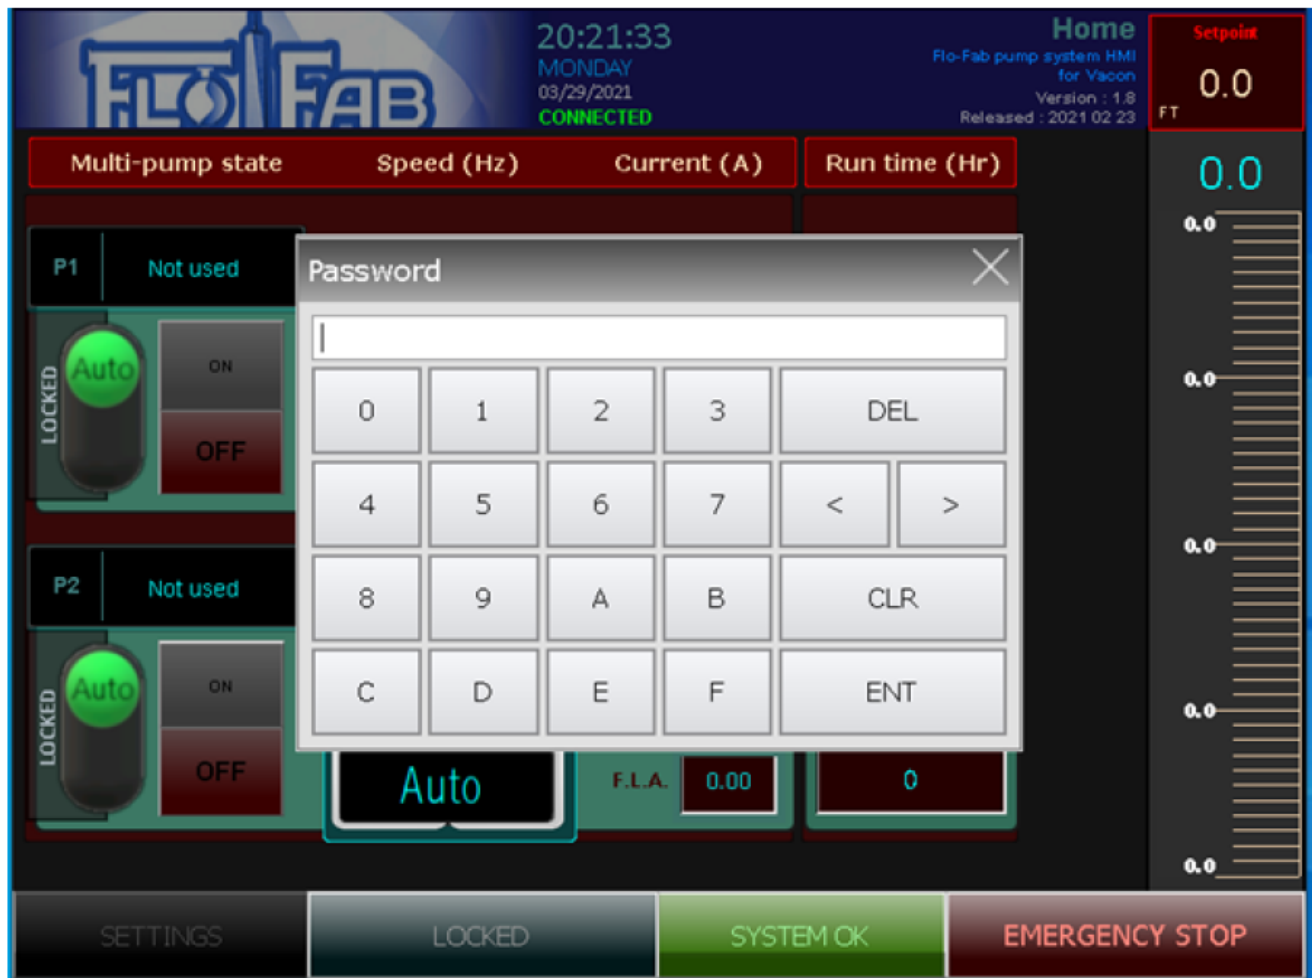 FLO FAB
20:21:33
MONDAY
03/29/2021
CONNECTED
Home
Flo-Fab pump system HMI
for Vacon
Version : 1.8
Released : 2021 02 23
Setpoint
0.0
FT
Multi-pump state Speed (Hz) Current (A) Run time (Hr)
0.0
0.0
P1 Not used
Password
LOCKED
Auto
ON
OFF
0 1 2 3 DEL
0.0
4 5 6 7 < >
0.0
P2 Not used
8 9 A B CLR
LOCKED
Auto
ON
OFF
C D E F ENT
0.0
Auto
F.L.A. 0.00
0
0.0
SETTINGS LOCKED SYSTEM OK EMERGENCY STOP